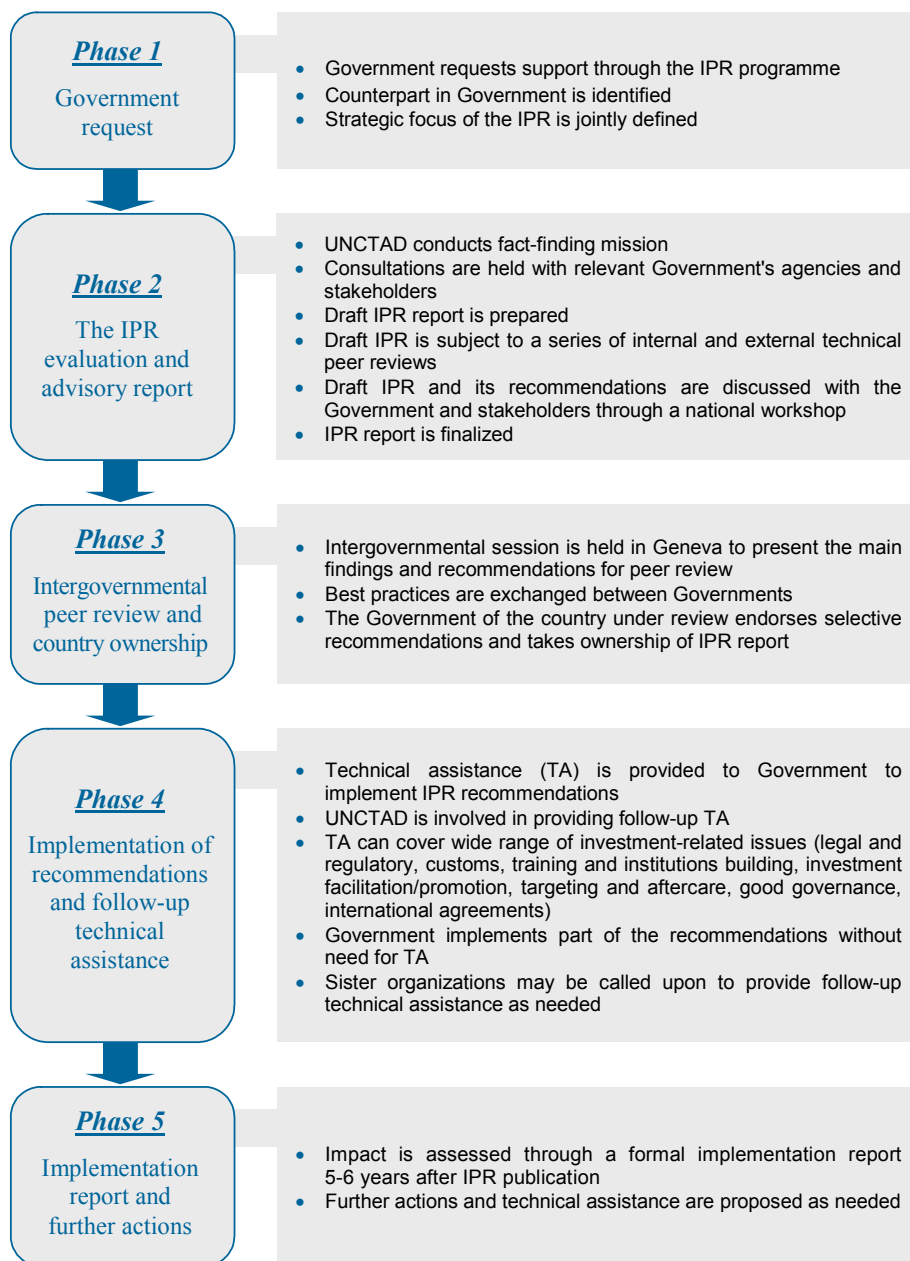 Phase 1
Government
request
• Government requests support through the IPR programme
• Counterpart in Government is identified
• Strategic focus of the IPR is jointly defined
Phase 2
The IPR
evaluation and
advisory report
• UNCTAD conducts fact-finding mission
• Consultations are held with relevant Government's agencies and
stakeholders
• Draft IPR report is prepared
• Draft IPR is subject to a series of internal and external technical
peer reviews
• Draft IPR and its recommendations are discussed with the
Government and stakeholders through a national workshop
• IPR report is finalized
Phase 3
Intergovernmental
peer review and
country ownership
• Intergovernmental session is held in Geneva to present the main
findings and recommendations for peer review
• Best practices are exchanged between Governments
• The Government of the country under review endorses selective
recommendations and takes ownership of IPR report
Phase 4
Implementation of
recommendations
and follow-up
technical
assistance
• Technical assistance (TA) is provided to Government to
implement IPR recommendations
• UNCTAD is involved in providing follow-up TA
• TA can cover wide range of investment-related issues (legal and
regulatory, customs, training and institutions building, investment
facilitation/promotion, targeting and aftercare, good governance,
international agreements)
• Government implements part of the recommendations without
need for TA
• Sister organizations may be called upon to provide follow-up
technical assistance as needed
Phase 5
Implementation
report and
further actions
• Impact is assessed through a formal implementation report
5-6 years after IPR publication
• Further actions and technical assistance are proposed as needed